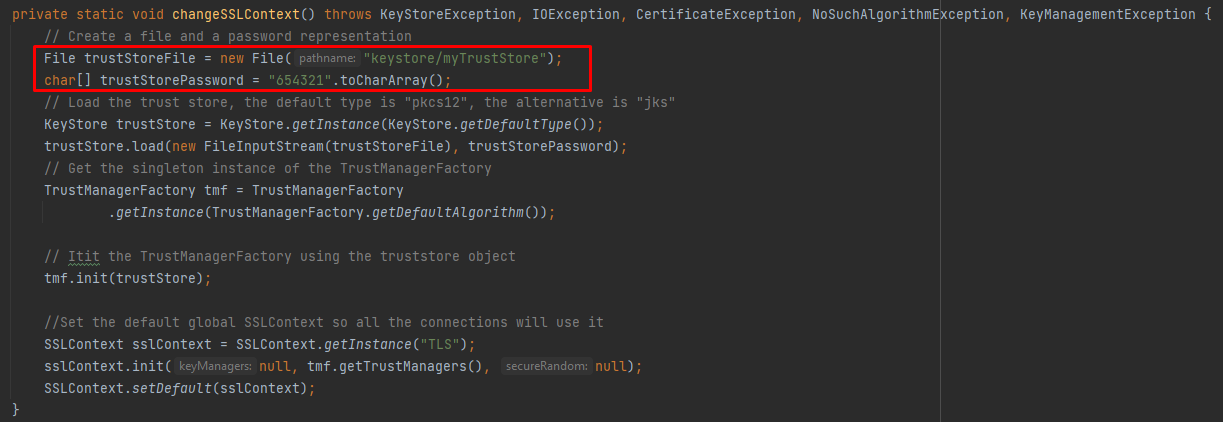 private static void changeSSLContext() throws KeyStoreException, IOException, CertificateException, NoSuchAlgorithmException, KeyManagementException {
// Create a file and a password representation
File trustStoreFile = new File( pathname: "keystore/myTrustStore");
char[] trustStorePassword = "654321".toCharArray();
// Load the trust store, the default type is "pkcs12", the alternative is "jks"
KeyStore trustStore = KeyStore.getInstance(KeyStore.getDefaultType());
trustStore.load(new FileInputStream(trustStoreFile), trustStorePassword);
// Get the singleton instance of the TrustManagerFactory
TrustManagerFactory tmf = TrustManagerFactory
.getInstance(TrustManagerFactory.getDefaultAlgorithm());
// Itit the TrustManagerFactory using the truststore object
tmf.init(trustStore);
//Set the default global SSLContext so all the connections will use it
SSLContext sslContext = SSLContext.getInstance("TLS");
sslContext.init( keyManagers: null, tmf.getTrustManagers(), secureRandom: null);
SSLContext.setDefault(sslContext);
}